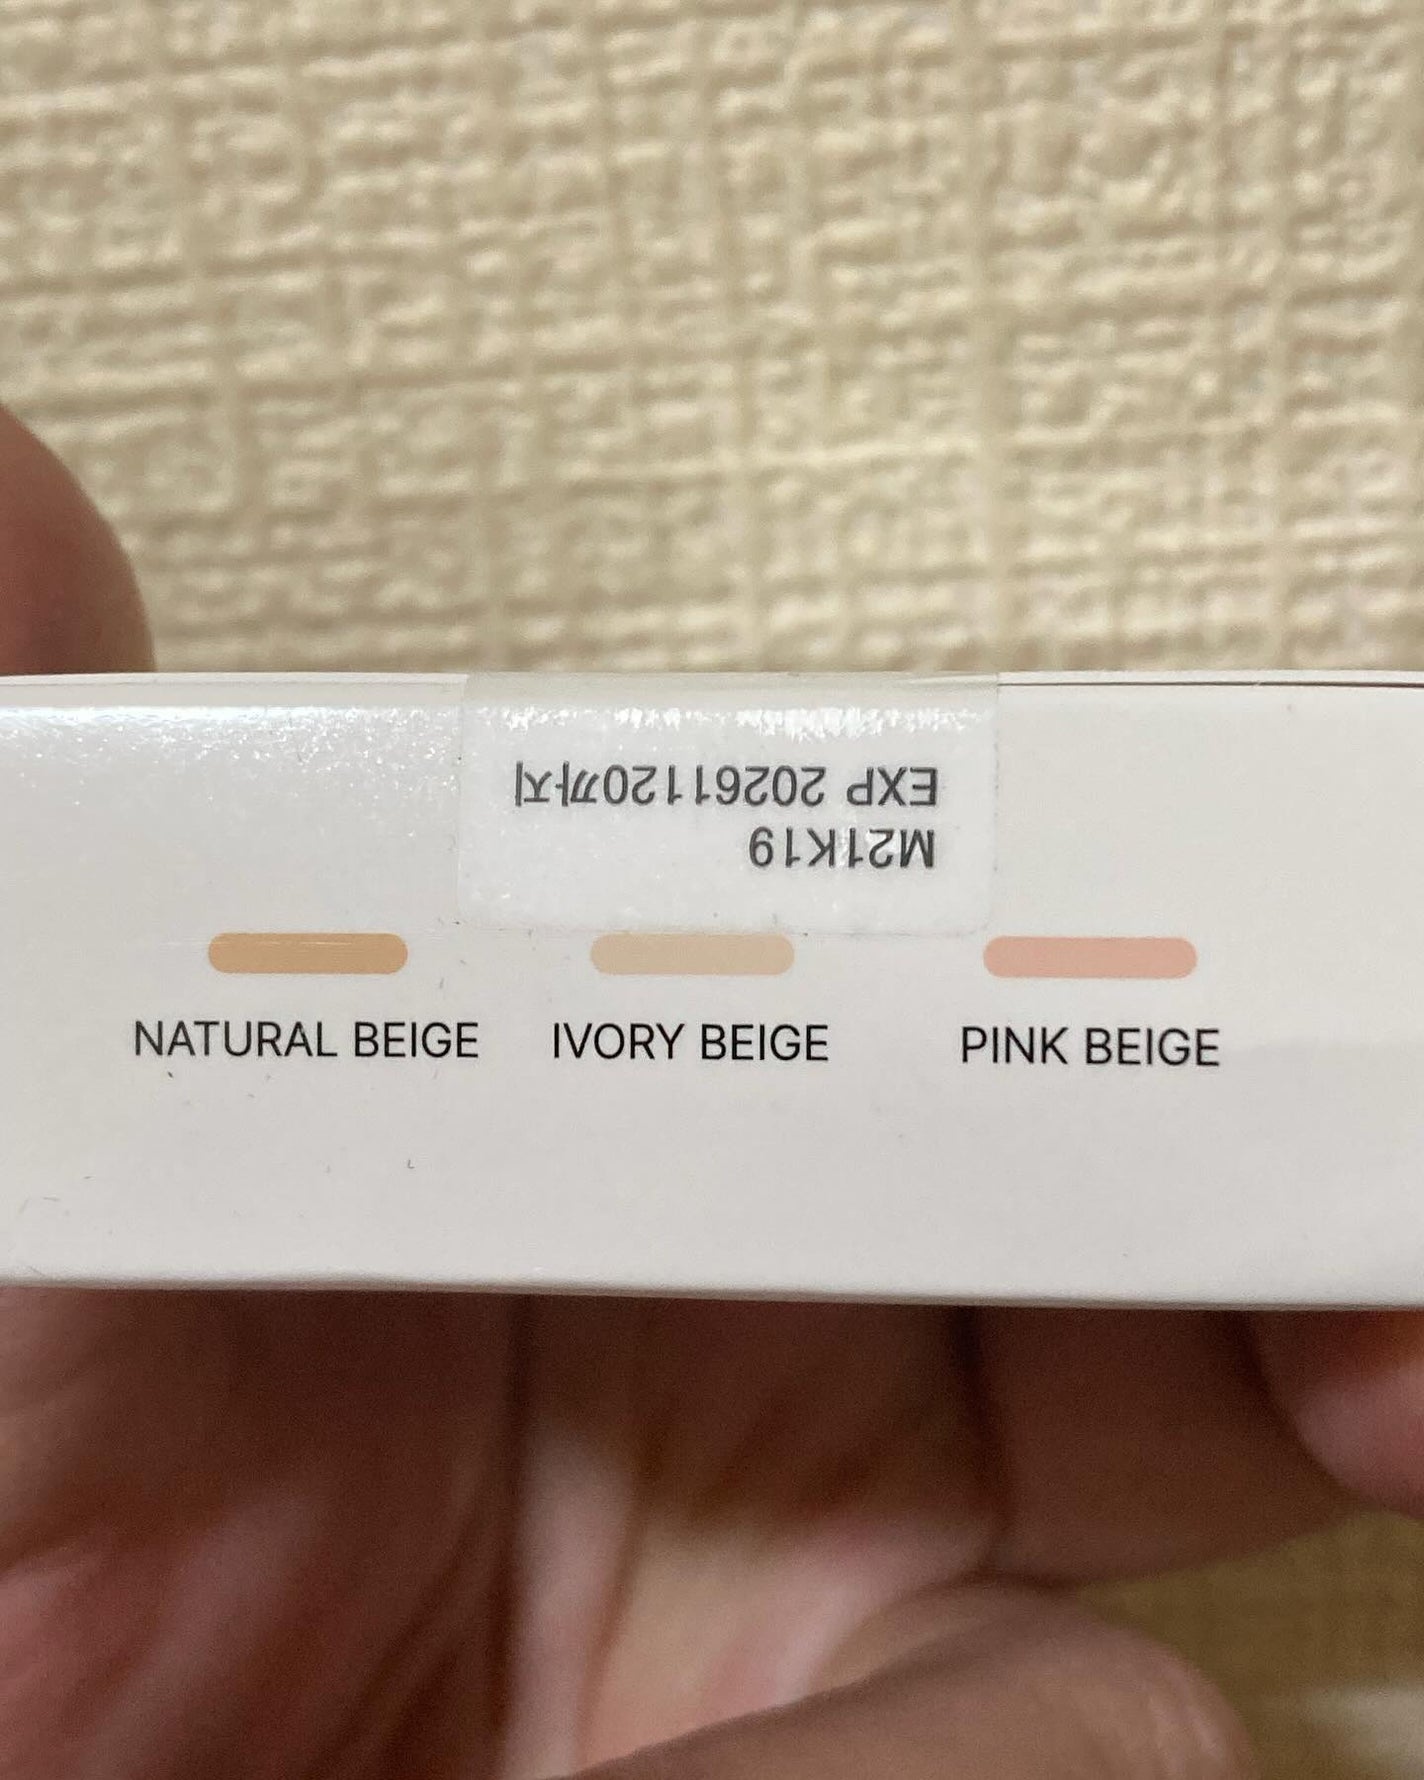 M21K19
EXP 20261120까지
NATURAL BEIGE
IVORY BEIGE
PINK BEIGE